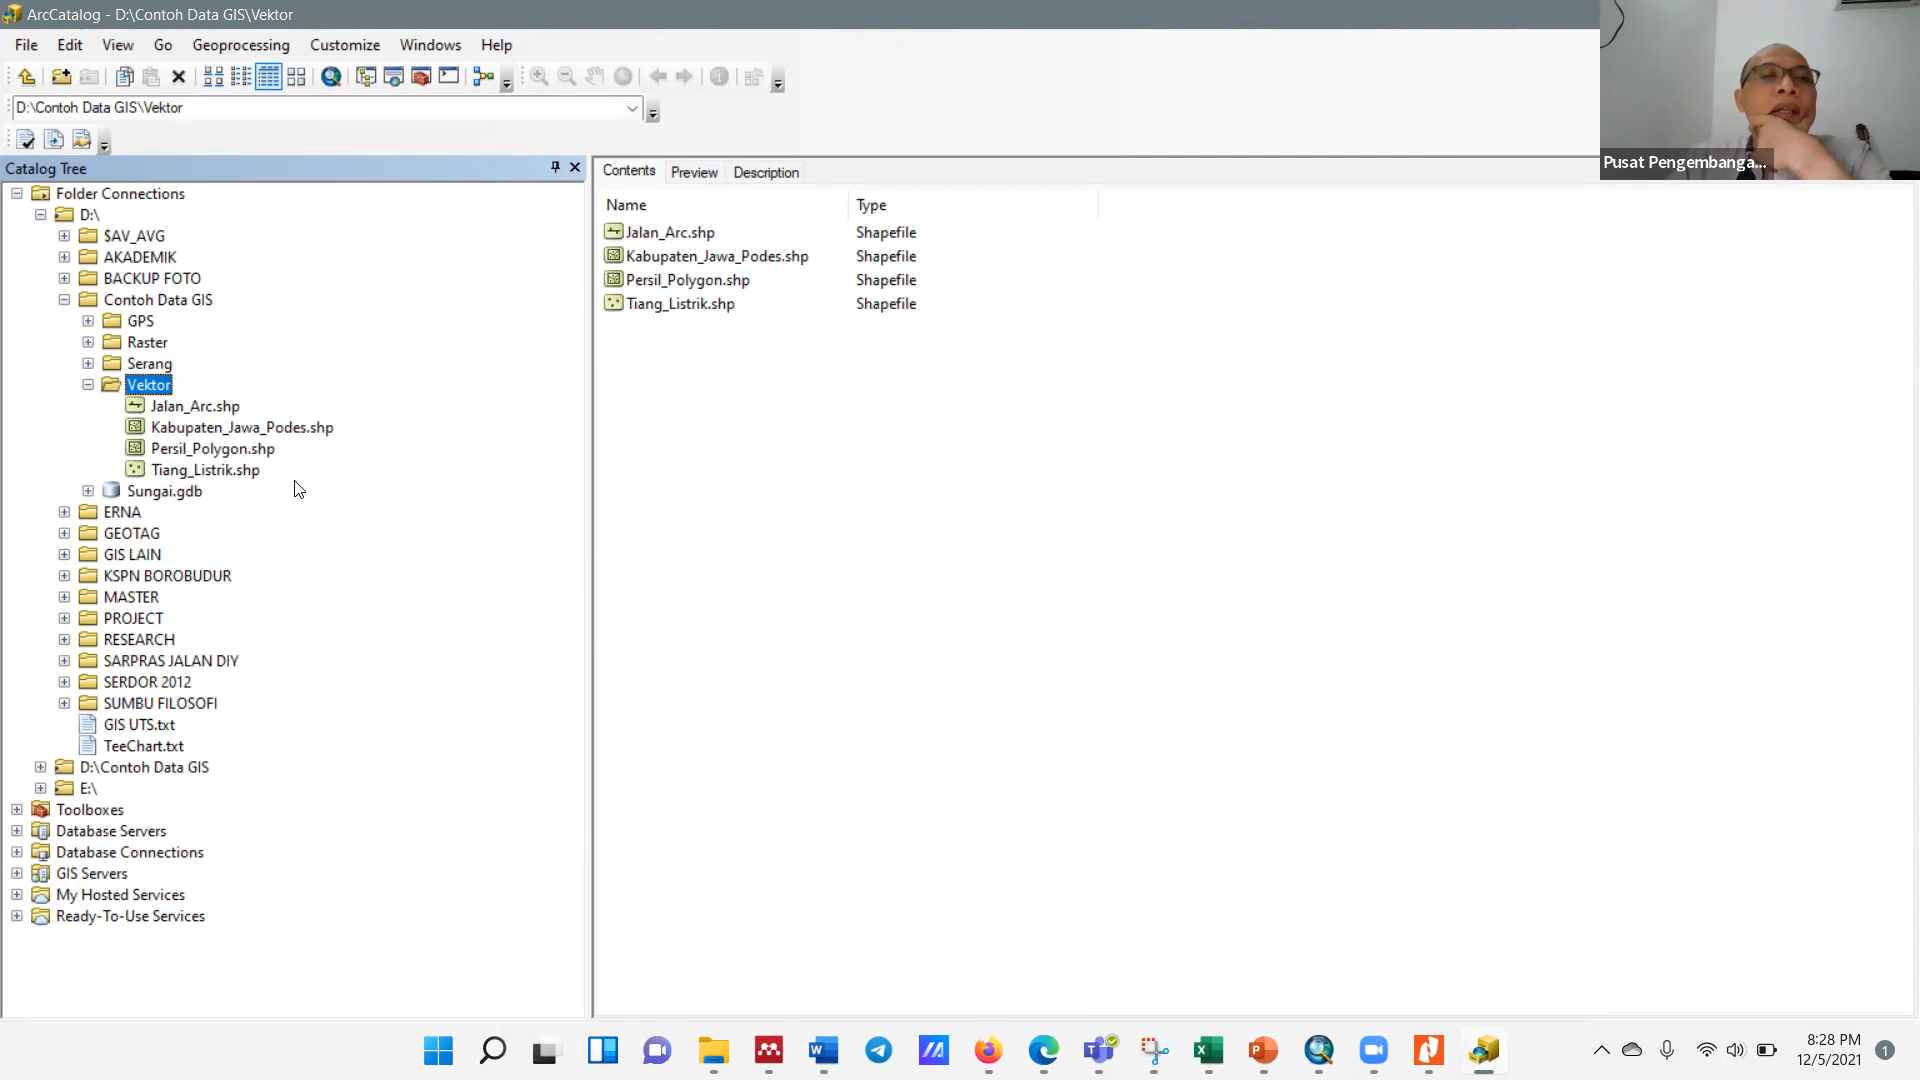 ArcCatalog - D:\Contoh Data GIS\Vektor
File Edit View Go Geoprocessing Customize Windows Help
D:\Contoh Data GIS\Vektor
Catalog Tree
Folder Connections
D:\
$AV_AVG
AKADEMIK
BACKUP FOTO
Contoh Data GIS
GPS
Raster
Serang
Vektor
Jalan_Arc.shp
Kabupaten_Jawa_Podes.shp
Persil_Polygon.shp
Tiang_Listrik.shp
Sungai.gdb
ERNA
GEOTAG
GIS LAIN
KSPN BOROBUDUR
MASTER
PROJECT
RESEARCH
SARPRAS JALAN DIY
SERDOR 2012
SUMBU FILOSOFI
GIS UTS.txt
TeeChart.txt
D:\Contoh Data GIS
E:\
Toolboxes
Database Servers
Database Connections
GIS Servers
My Hosted Services
Ready-To-Use Services
Contents Preview Description
Name Type
Jalan_Arc.shp Shapefile
Kabupaten_Jawa_Podes.shp Shapefile
Persil_Polygon.shp Shapefile
Tiang_Listrik.shp Shapefile
Pusat Pengembanga...
8:28 PM
12/5/2021
1